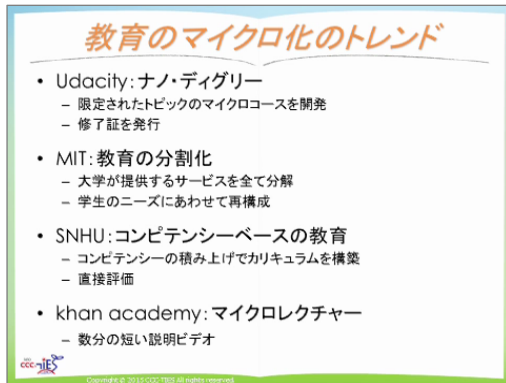 教育のマイクロ化のトレンド
• Udacity:ナノ・ディグリー
– 限定されたトピックのマイクロコースを開発
– 修了証を発行
• MIT:教育の分割化
– 大学が提供するサービスを全て分解
– 学生のニーズにあわせて再構成
• SNHU:コンピテンシーベースの教育
– コンピテンシーの積み上げでカリキュラムを構築
– 直接評価
• khan academy:マイクロレクチャー
– 数分の短い説明ビデオ
CCC-TIES
Copyright © 2015 CCC-TIES All rights reserved.